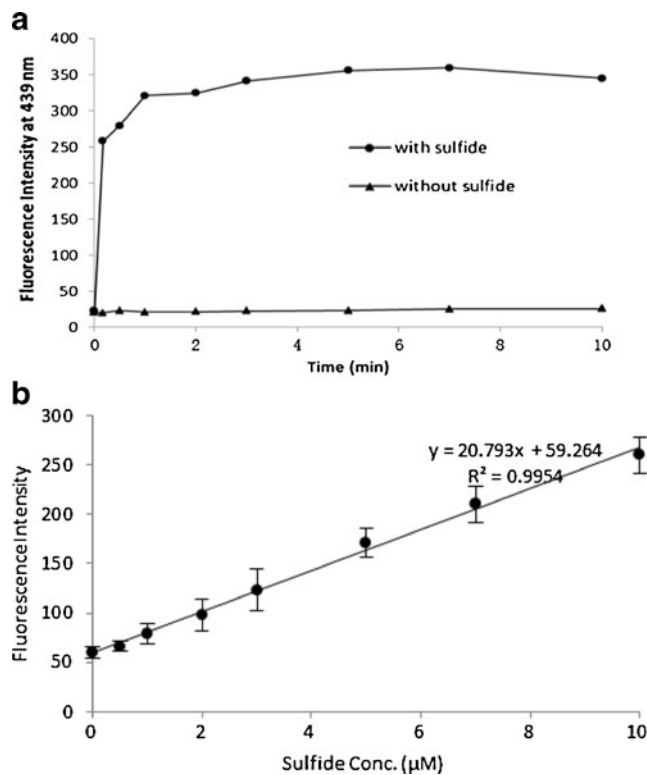 a
400
350
300
250
200
150
100
50
0
Fluorescence Intensity at 439 nm
with sulfide
without sulfide
0 2 4 6 8 10
Time (min)
b
300
250
200
150
100
50
0
FluorescenceIntensity
y = 20.793x + 59.264
R² = 0.9954
0 2 4 6 8 10
Sulfide Conc. (μM)